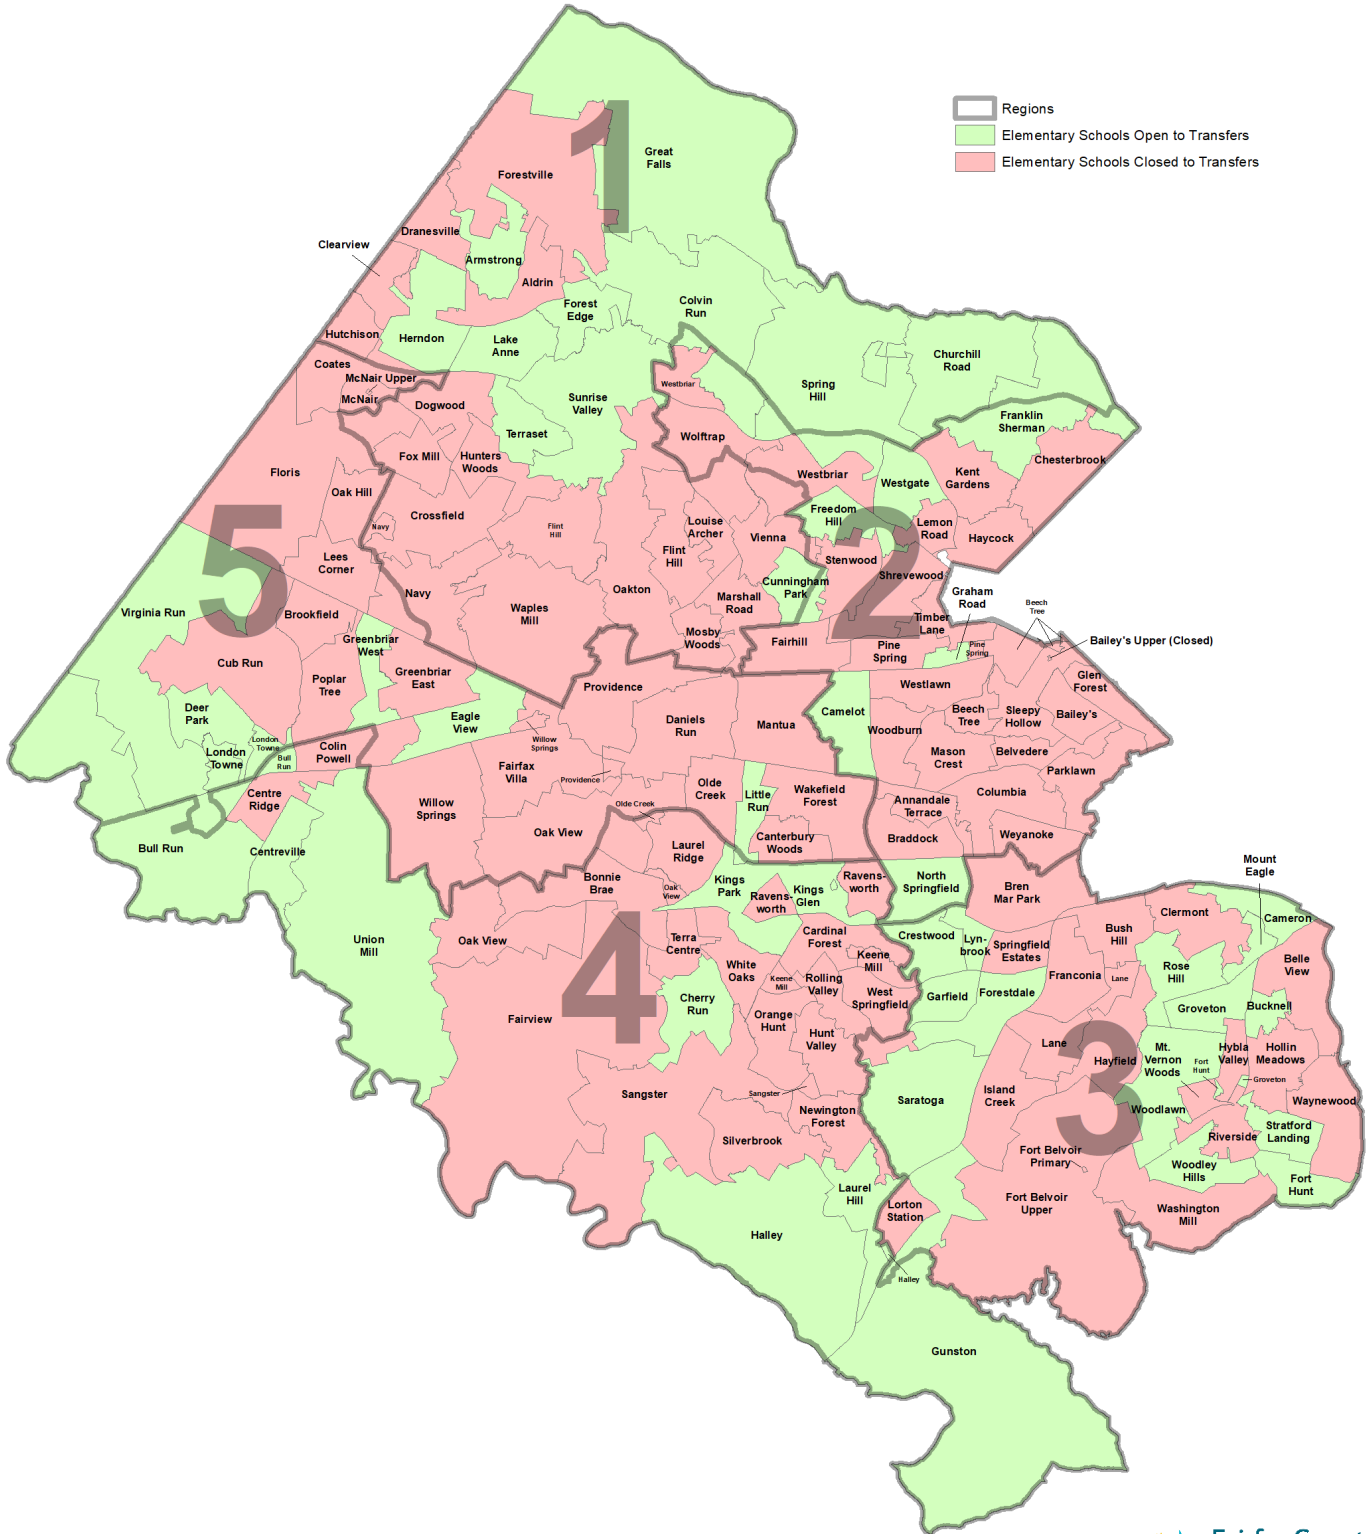 Regions
Elementary Schools Open to Transfers
Elementary Schools Closed to Transfers
1
Great
Falls
Forestville
Dranesville
Clearview
Armstrong
Aldrin
Forest
Edge
Colvin
Run
Hutchison
Herndon
Lake
Anne
Churchill
Road
Coates
McNair Upper
McNair
Dogwood
Sunrise
Valley
Westbriar
Spring
Hill
Franklin
Sherman
Terraset
Wolftrap
Fox Mill
Hunters
Woods
Chesterbrook
Floris
Westbriar
Kent
Gardens
Westgate
Oak Hill
5
Navy
Crossfield
Flint
Hill
Louise
Archer
Vienna
Freedom
Hill
2
Lemon
Road
Haycock
Flint
Hill
Lees
Corner
Stenwood
Shrevewood
Navy
Oakton
Cunningham
Park
Graham
Road
Virginia Run
Brookfield
Waples
Mill
Marshall
Road
Beech
Tree
Timber
Lane
Greenbriar
West
Mosby
Woods
Fairhill
Bailey's Upper (Closed)
Pine
Spring
Pine
Spring
Cub Run
Greenbriar
East
Poplar
Tree
Providence
Westlawn
Glen
Forest
Deer
Park
Eagle
View
Daniels
Run
Mantua
Camelot
Woodburn
Beech
Tree
Sleepy
Hollow
Bailey's
London
Towne
London
Towne
Bull
Run
Colin
Powell
Willow
Springs
Mason
Crest
Belvedere
Fairfax
Villa
Providence
Parklawn
Centre
Ridge
Willow
Springs
Olde
Creek
Little
Run
Wakefield
Forest
Columbia
Olde Creek
Annandale
Terrace
Oak View
Canterbury
Woods
Braddock
Weyanoke
Bull Run
Centreville
Laurel
Ridge
Bonnie
Brae
Oak
View
Kings
Park
Ravens-
worth
Kings
Glen
Ravens-
worth
North
Springfield
Bren
Mar Park
Mount
Eagle
Clermont
Cameron
4
Union
Mill
Oak View
Terra
Centre
Cardinal
Forest
Crestwood
Lyn-
brook
Springfield
Estates
Bush
Hill
Keene
Mill
White
Oaks
Keene
Mill
Rolling
Valley
West
Springfield
Franconia
Lane
Rose
Hill
Belle
View
Garfield
Forestdale
Cherry
Run
Groveton
Bucknell
Fairview
Orange
Hunt
Hunt
Valley
3
Lane
Hayfield
Mt.
Vernon
Woods
Fort
Hunt
Hybla
Valley
Hollin
Meadows
Groveton
Sangster
Sangster
Saratoga
Island
Creek
Waynewood
Newington
Forest
Woodlawn
Stratford
Landing
Riverside
Silverbrook
Fort Belvoir
Primary
Woodley
Hills
Fort
Hunt
Laurel
Hill
Fort Belvoir
Upper
Lorton
Station
Washington
Mill
Halley
Halley
Gunston